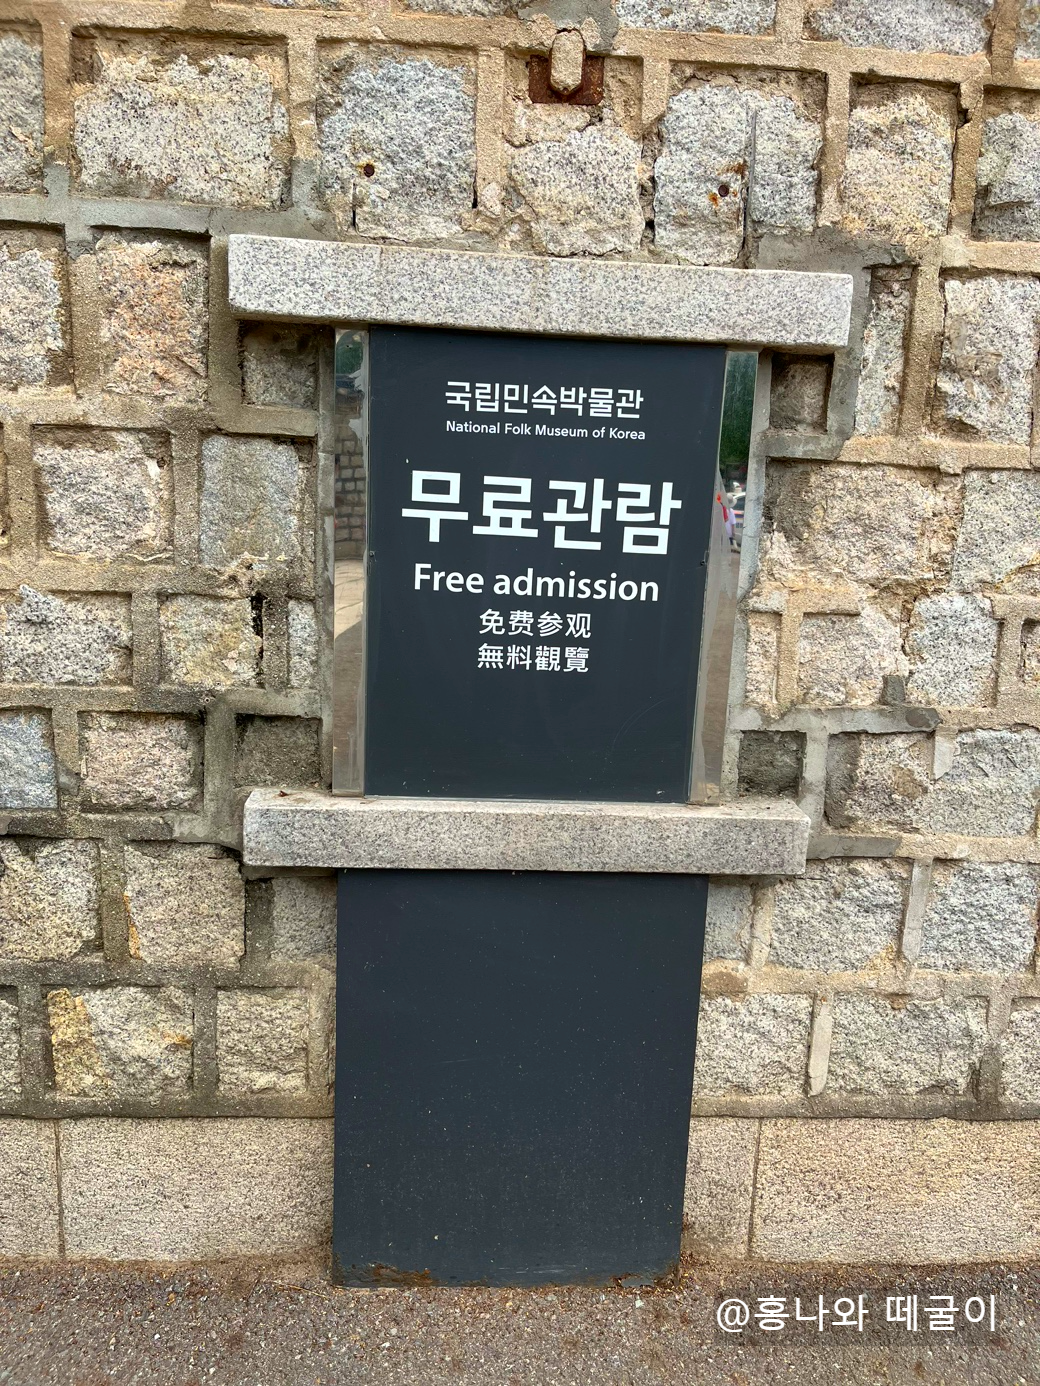 국립민속박물관
National Folk Museum of Korea
무료관람
Free admission
免费参观
無料觀覽
@홍나와 떼굴이